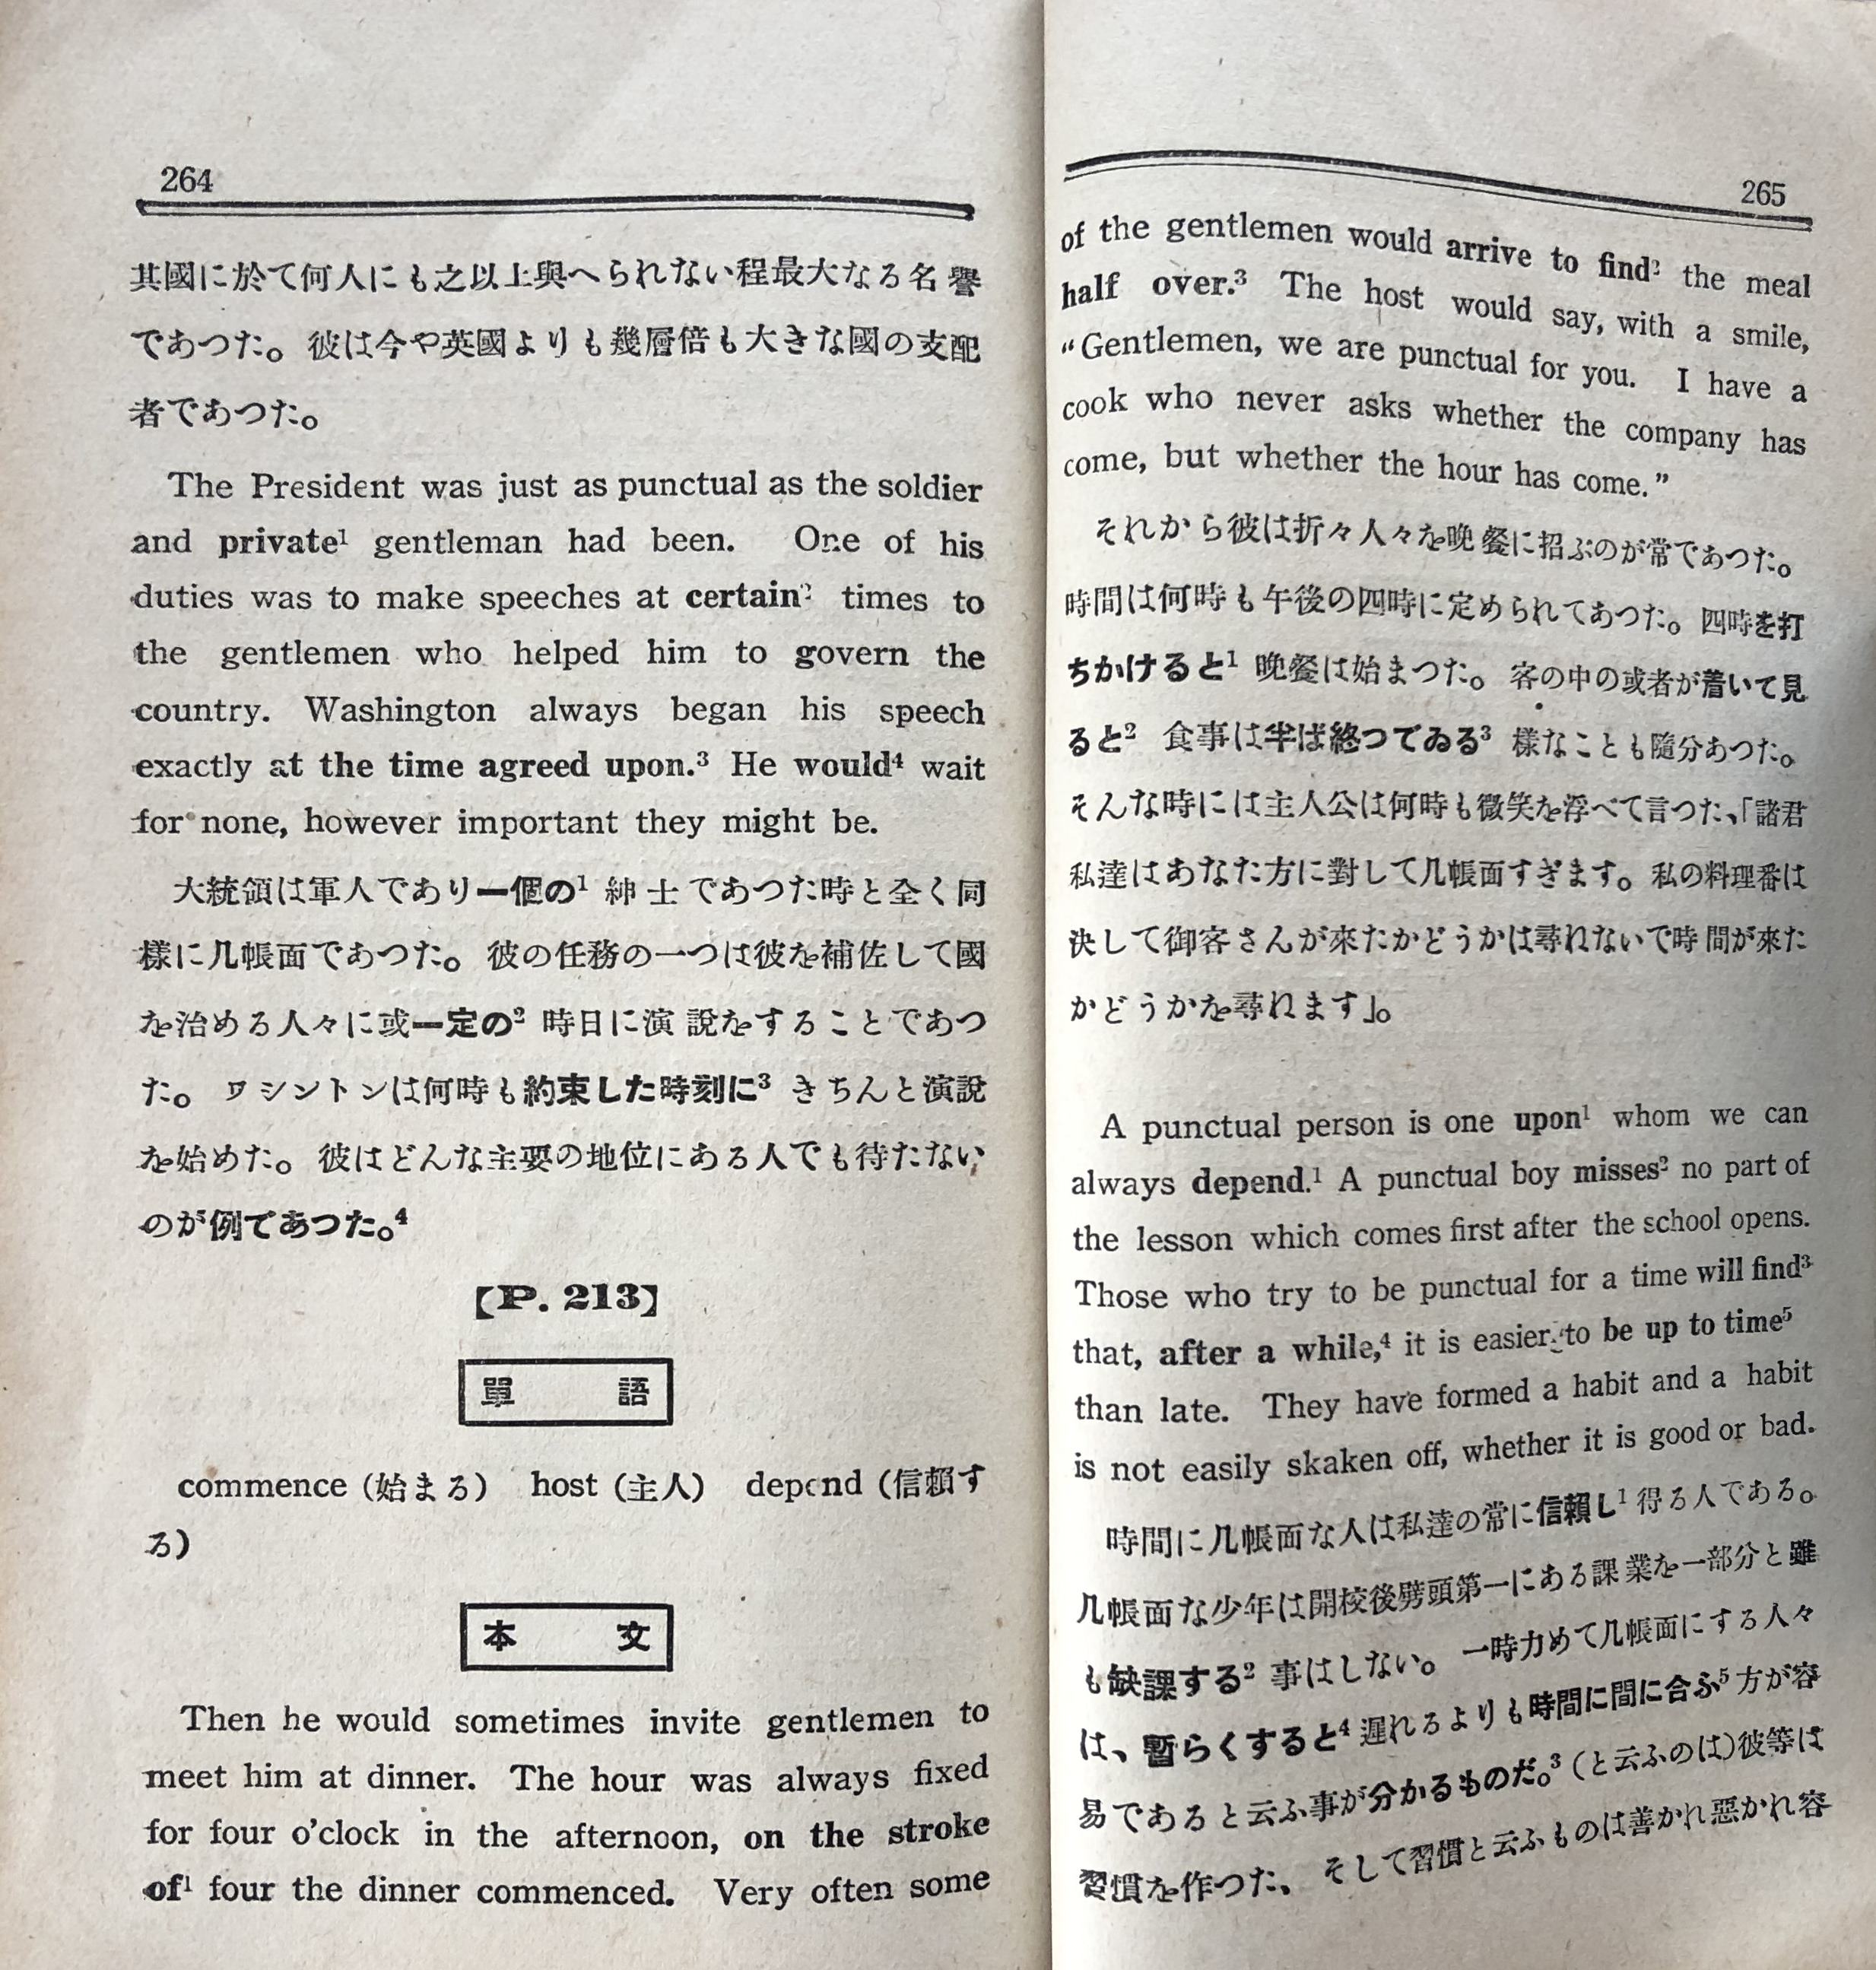 264
其國に於て何人にも之以上與へられない程最大なる名譽
であつた。彼は今や英國よりも幾層倍も大きな國の支配
者であつた。
The President was just as punctual as the soldier
and private¹ gentleman had been. One of his
duties was to make speeches at certain² times to
the gentlemen who helped him to govern the
country. Washington always began his speech
exactly at the time agreed upon.³ He would⁴ wait
for none, however important they might be.
大統領は軍人であり一個の¹ 紳士であつた時と全く同
樣に几帳面であつた。彼の任務の一つは彼を補佐して國
を治める人々に或一定の² 時日に演說をすることであつ
た。ワシントンは何時も約束した時刻に³ きちんと演說
を始めた。彼はどんな主要の地位にある人でも待たない
のが例であつた。⁴
【P. 213】
單 語
commence (始まる) host (主人) depend (信賴す
る)
本 文
Then he would sometimes invite gentlemen to
meet him at dinner. The hour was always fixed
for four o'clock in the afternoon, on the stroke
of¹ four the dinner commenced. Very often some
265
of the gentlemen would arrive to find² the meal
half over.³ The host would say, with a smile,
“Gentlemen, we are punctual for you. I have a
cook who never asks whether the company has
come, but whether the hour has come.”
それから彼は折々人々を晚餐に招ぶのが常であつた。
時間は何時も午後の四時に定められてあつた。四時を打
ちかけると¹ 晚餐は始まつた。客の中の或者が着いて見
ると² 食事は半ば終つてゐる³ 樣なことも隨分あつた。
そんな時には主人公は何時も微笑を浮べて言つた、「諸君
私達はあなた方に對して几帳面すぎます。私の料理番は
決して御客さんが來たかどうかは尋ねないで時間が來た
かどうかを尋ねます」。
A punctual person is one upon¹ whom we can
always depend.¹ A punctual boy misses² no part of
the lesson which comes first after the school opens.
Those who try to be punctual for a time will find³
that, after a while,⁴ it is easier to be up to time⁵
than late. They have formed a habit and a habit
is not easily skaken off, whether it is good or bad.
時間に几帳面な人は私達の常に信賴し¹ 得る人である。
几帳面な少年は開校後劈頭第一にある課業を一部分と雖
も缺課する² 事はしない。一時力めて几帳面にする人々
は、暫らくすると⁴ 遲れるよりも時間に間に合ふ⁵ 方が容
易であると云ふ事が分かるものだ。³ (と云ふのは)彼等は
習慣を作つた、そして習慣と云ふものは善かれ惡かれ容